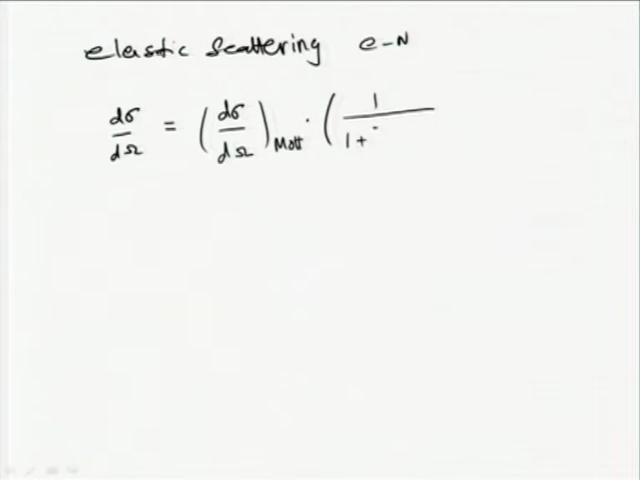 elastic scattering e-N
dσ/dΩ = (dσ/dΩ)Mott · (1/1+